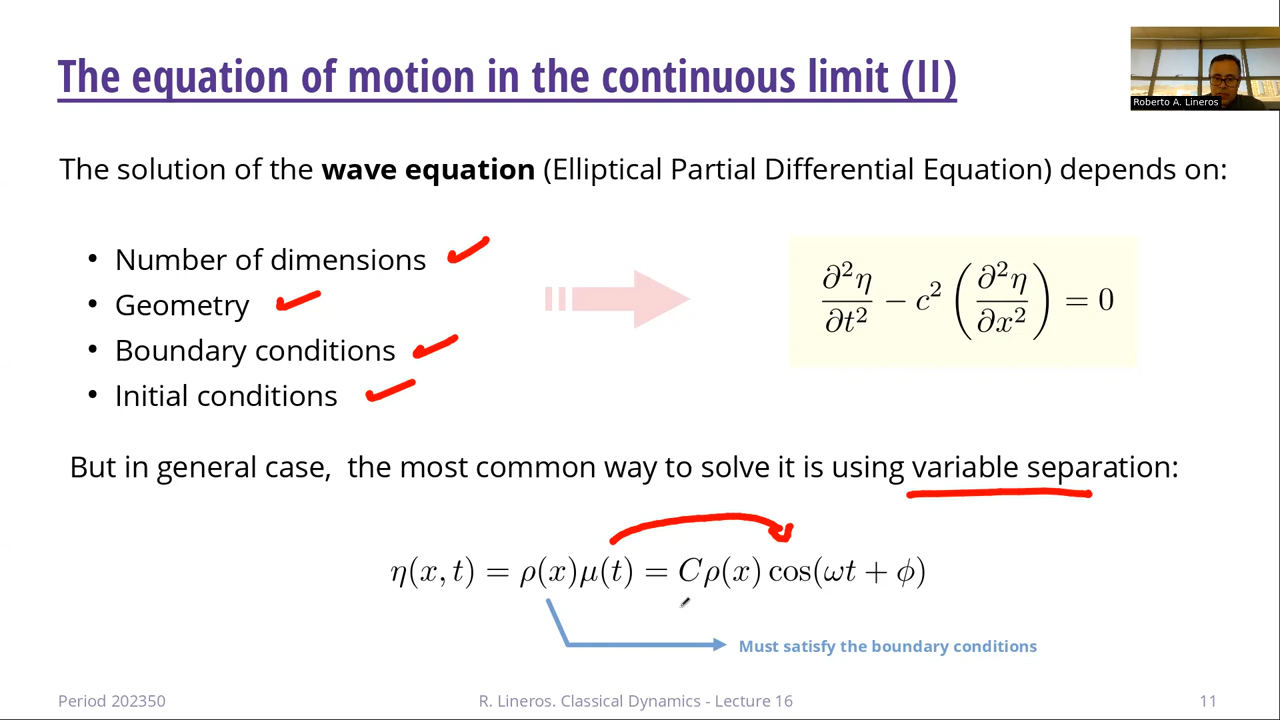 The equation of motion in the continuous limit (II)
Roberto A. Lineros
The solution of the wave equation (Elliptical Partial Differential Equation) depends on:
• Number of dimensions
• Geometry
• Boundary conditions
• Initial conditions
∂²η/∂t² − c² (∂²η/∂x²) = 0
But in general case, the most common way to solve it is using variable separation:
η(x, t) = ρ(x)μ(t) = Cρ(x) cos(ωt + ϕ)
Must satisfy the boundary conditions
Period 202350
R. Lineros. Classical Dynamics - Lecture 16
11